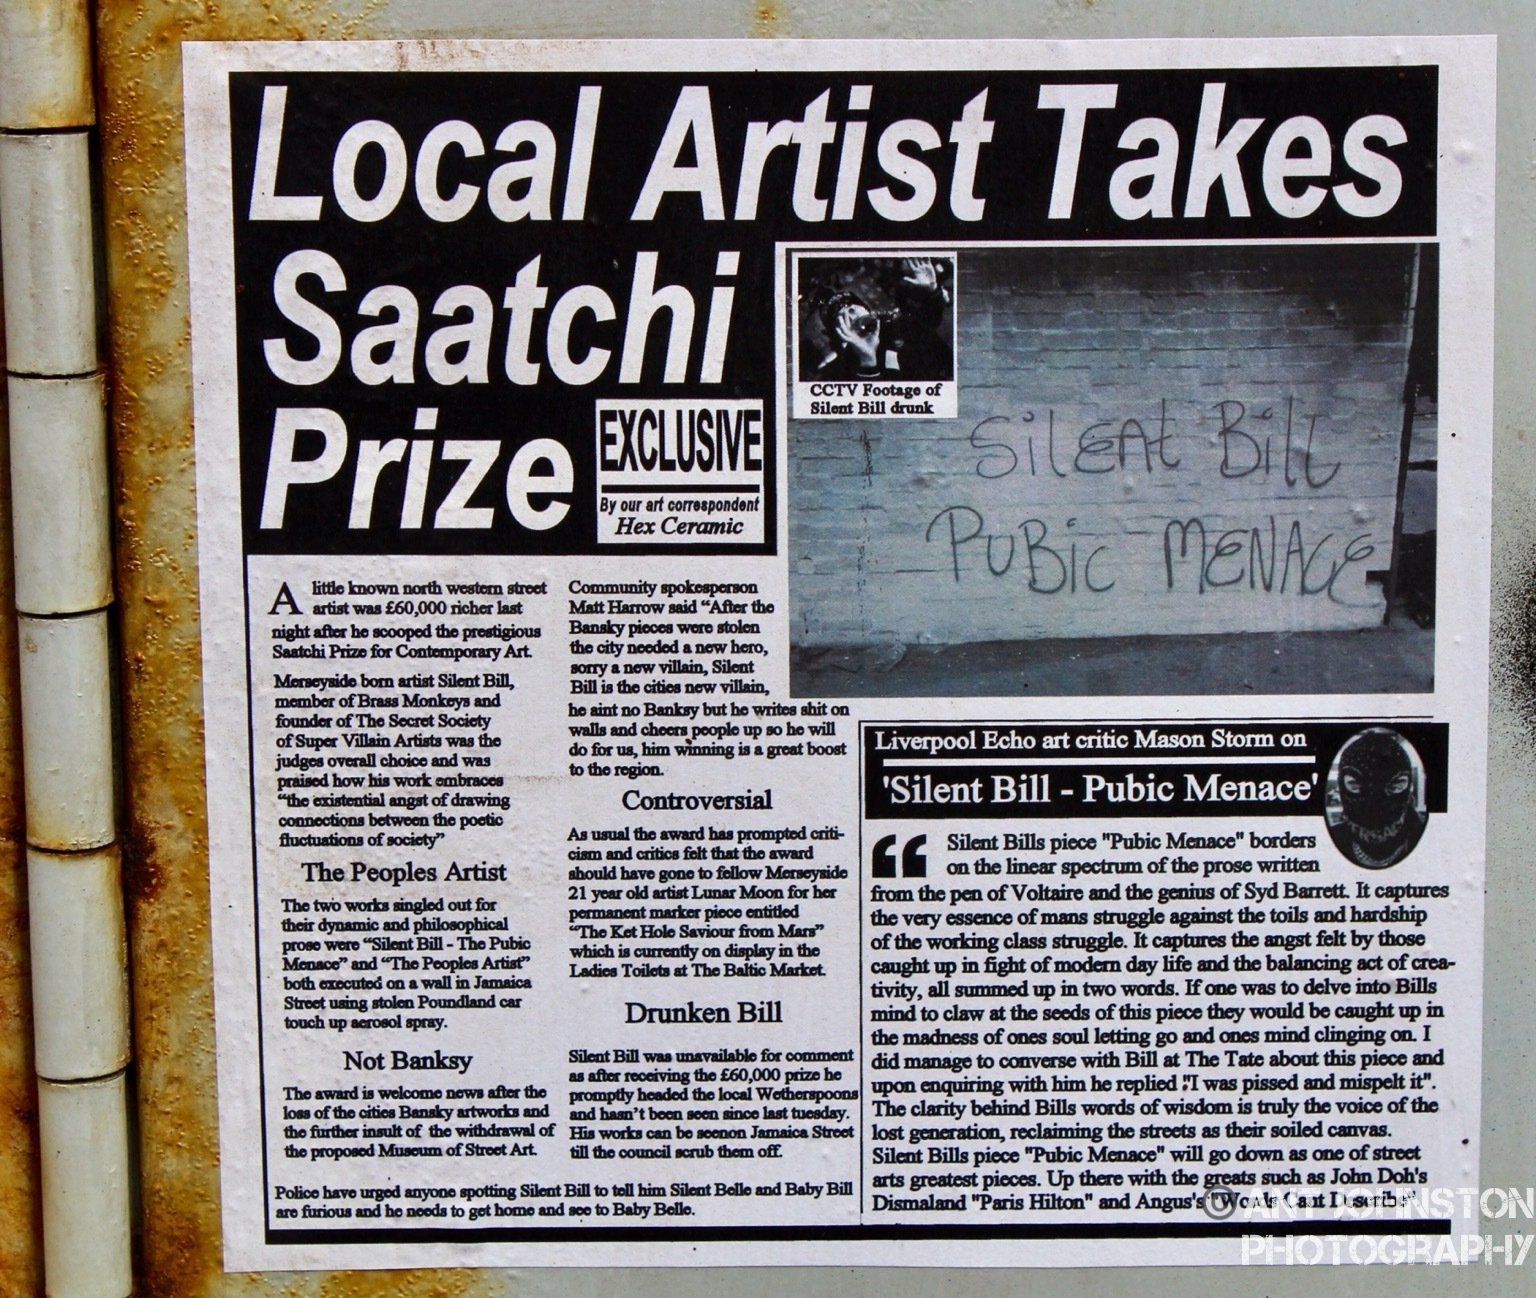 Local Artist Takes
Saatchi
Prize
EXCLUSIVE
By our art correspondent
Hex Ceramic
CCTV Footage of
Silent Bill drunk
Silent Bill
PuBic MENACE
A little known north western street
artist was £60,000 richer last
night after he scooped the prestigious
Saatchi Prize for Contemporary Art.
Merseyside born artist Silent Bill,
member of Brass Monkeys and
founder of The Secret Society
of Super Villain Artists was the
judges overall choice and was
praised how his work embraces
“the existential angst of drawing
connections between the poetic
fluctuations of society”
The Peoples Artist
The two works singled out for
their dynamic and philosophical
prose were “Silent Bill - The Pubic
Menace” and “The Peoples Artist”
both executed on a wall in Jamaica
Street using stolen Poundland car
touch up aerosol spray.
Not Banksy
The award is welcome news after the
loss of the cities Bansky artworks and
the further insult of the withdrawal of
the proposed Museum of Street Art.
Community spokesperson
Matt Harrow said “After the
Bansky pieces were stolen
the city needed a new hero,
sorry a new villain, Silent
Bill is the cities new villain,
he aint no Banksy but he writes shit on
walls and cheers people up so he will
do for us, him winning is a great boost
to the region.
Controversial
As usual the award has prompted criti-
cism and critics felt that the award
should have gone to fellow Merseyside
21 year old artist Lunar Moon for her
permanent marker piece entitled
“The Ket Hole Saviour from Mars”
which is currently on display in the
Ladies Toilets at The Baltic Market.
Drunken Bill
Silent Bill was unavailable for comment
as after receiving the £60,000 prize he
promptly headed the local Wetherspoons
and hasn’t been seen since last tuesday.
His works can be seenon Jamaica Street
till the council scrub them off.
Police have urged anyone spotting Silent Bill to tell him Silent Belle and Baby Bill
are furious and he needs to get home and see to Baby Belle.
Liverpool Echo art critic Mason Storm on
'Silent Bill - Pubic Menace'
“ Silent Bills piece "Pubic Menace" borders
on the linear spectrum of the prose written
from the pen of Voltaire and the genius of Syd Barrett. It captures
the very essence of mans struggle against the toils and hardship
of the working class struggle. It captures the angst felt by those
caught up in fight of modern day life and the balancing act of crea-
tivity, all summed up in two words. If one was to delve into Bills
mind to claw at the seeds of this piece they would be caught up in
the madness of ones soul letting go and ones mind clinging on. I
did manage to converse with Bill at The Tate about this piece and
upon enquiring with him he replied "I was pissed and mispelt it".
The clarity behind Bills words of wisdom is truly the voice of the
lost generation, reclaiming the streets as their soiled canvas.
Silent Bills piece "Pubic Menace" will go down as one of street
arts greatest pieces. Up there with the greats such as John Doh's
Dismaland "Paris Hilton" and Angus's "Words Cant Describe"
© ART JOHNSTON
PHOTOGRAPHY